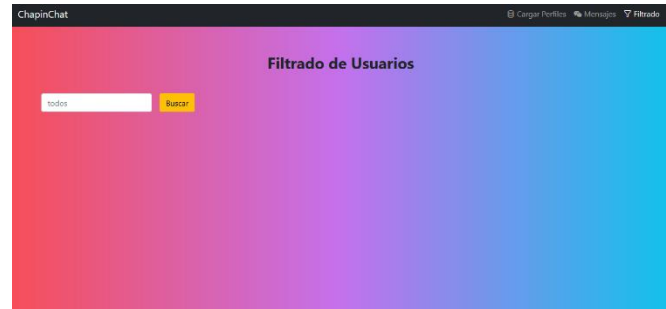 ChapinChat
Cargar Perfiles Mensajes Filtrado
Filtrado de Usuarios
todos Buscar